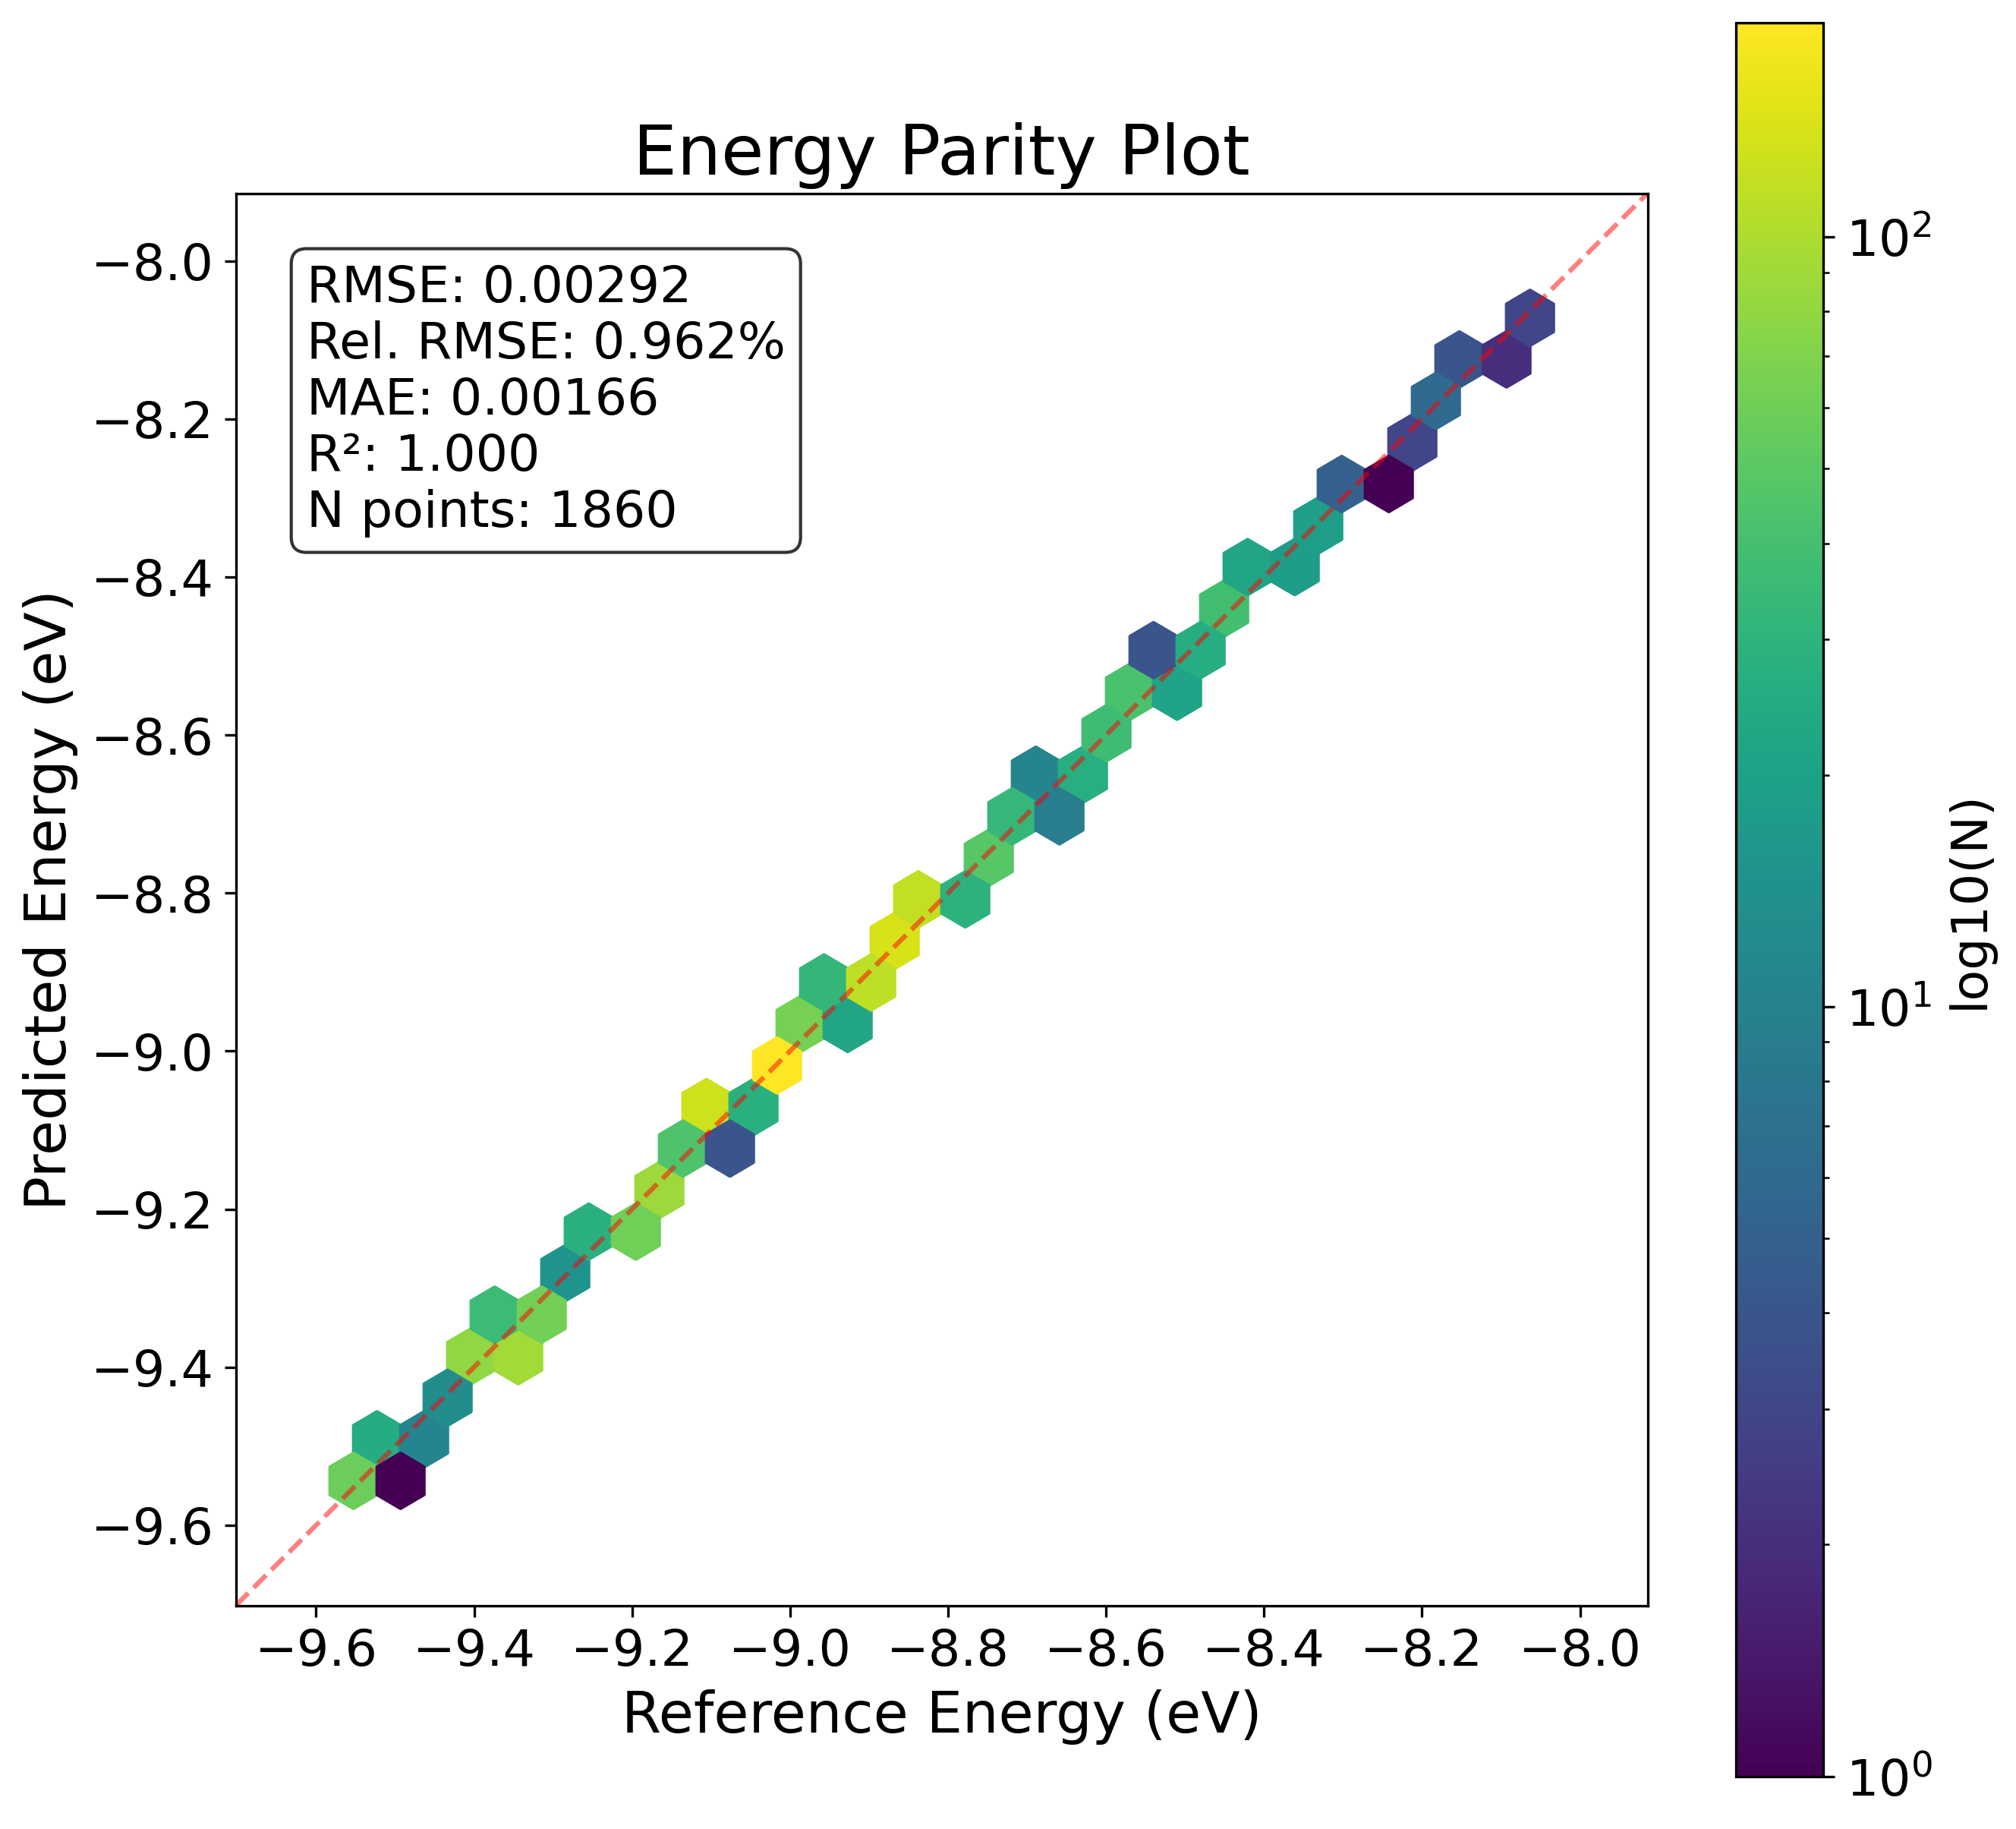 Energy Parity Plot
RMSE: 0.00292
Rel. RMSE: 0.962%
MAE: 0.00166
R²: 1.000
N points: 1860
Predicted Energy (eV)
−8.0
−8.2
−8.4
−8.6
−8.8
−9.0
−9.2
−9.4
−9.6
−9.6 −9.4 −9.2 −9.0 −8.8 −8.6 −8.4 −8.2 −8.0
Reference Energy (eV)
10²
10¹
10⁰
log10(N)